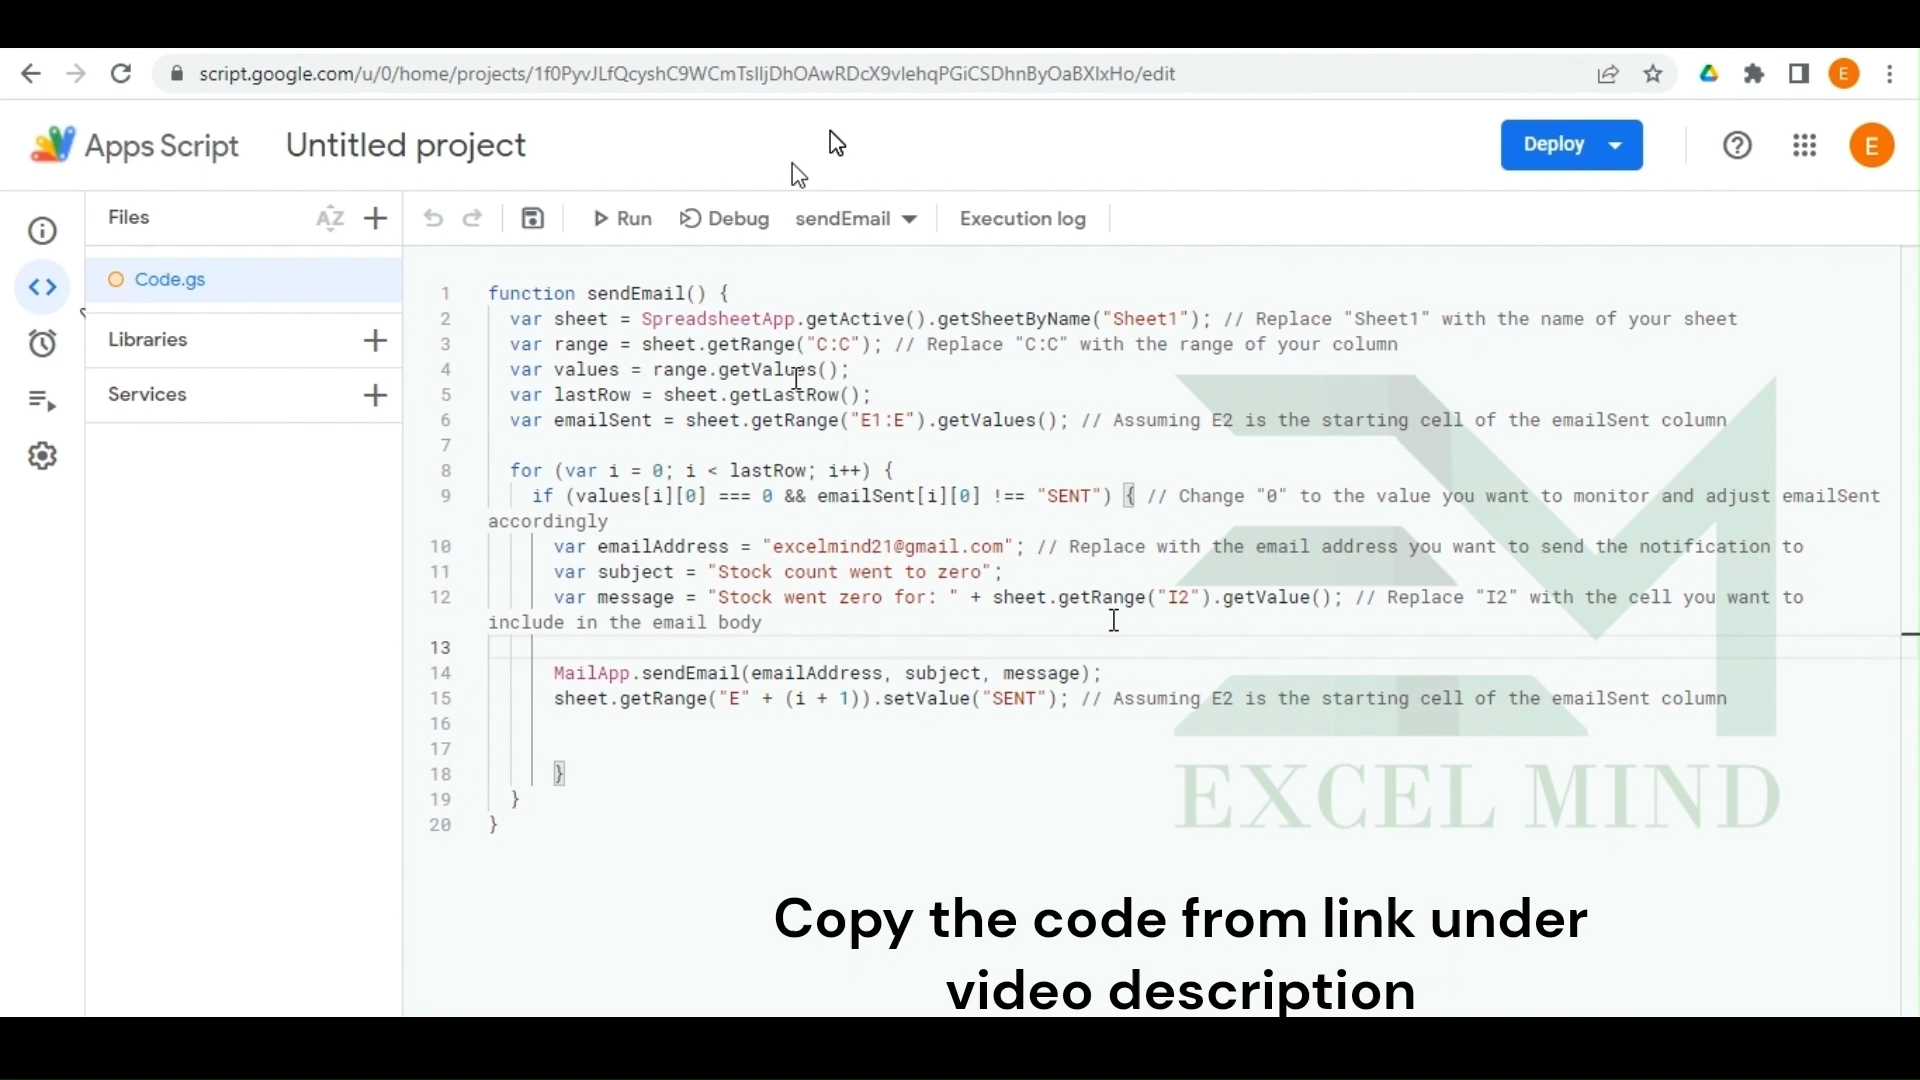 script.google.com/u/0/home/projects/1f0PyvJLfQcyshC9WCmTslljDhOAwRDcX9vlehqPGiCSDhnByOaBXlxHo/edit
E
Apps Script
Untitled project
Deploy
E
Files
AZ
Run
Debug
sendEmail
Execution log
Code.gs
Libraries
Services
1 function sendEmail() {
2 var sheet = SpreadsheetApp.getActive().getSheetByName("Sheet1"); // Replace "Sheet1" with the name of your sheet
3 var range = sheet.getRange("C:C"); // Replace "C:C" with the range of your column
4 var values = range.getValues();
5 var lastRow = sheet.getLastRow();
6 var emailSent = sheet.getRange("E1:E").getValues(); // Assuming E2 is the starting cell of the emailSent column
7
8 for (var i = 0; i < lastRow; i++) {
9 if (values[i][0] === 0 && emailSent[i][0] !== "SENT") { // Change "0" to the value you want to monitor and adjust emailSent
accordingly
10 var emailAddress = "excelmind21@gmail.com"; // Replace with the email address you want to send the notification to
11 var subject = "Stock count went to zero";
12 var message = "Stock went zero for: " + sheet.getRange("I2").getValue(); // Replace "I2" with the cell you want to
include in the email body
13
14 MailApp.sendEmail(emailAddress, subject, message);
15 sheet.getRange("E" + (i + 1)).setValue("SENT"); // Assuming E2 is the starting cell of the emailSent column
16
17
18 }
19 }
20 }
EXCEL MIND
Copy the code from link under
video description